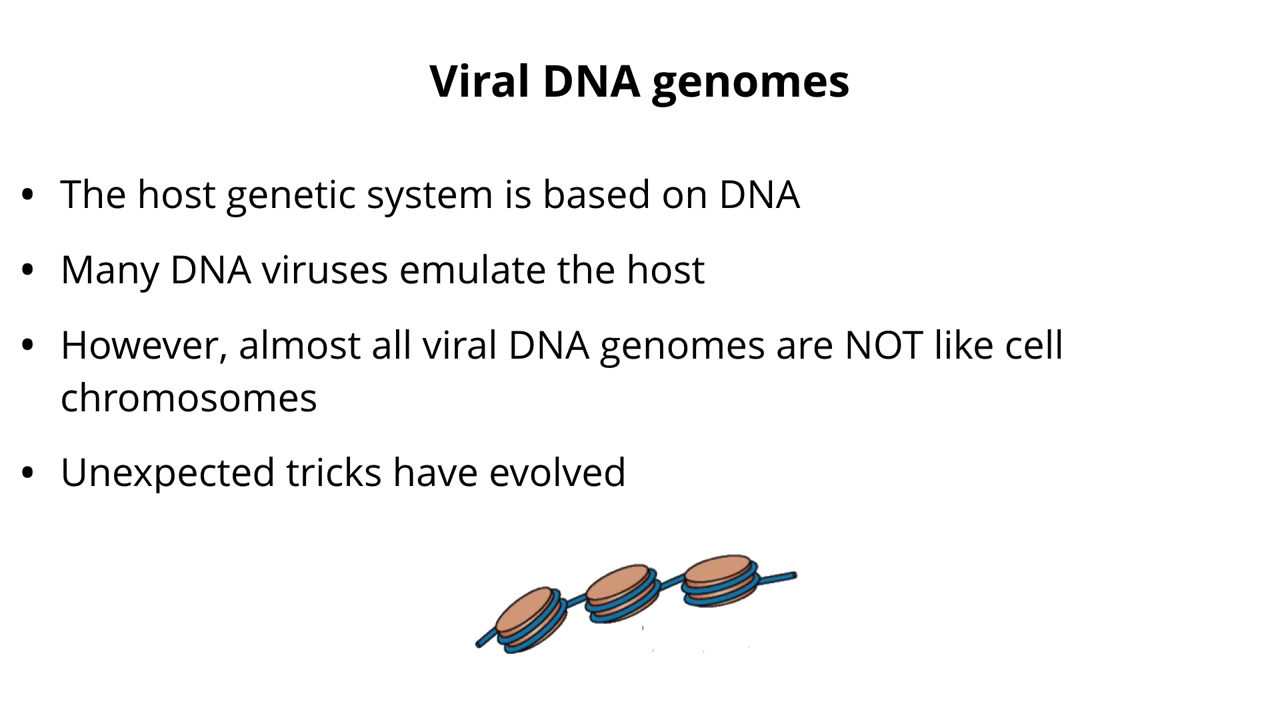 Viral DNA genomes
• The host genetic system is based on DNA
• Many DNA viruses emulate the host
• However, almost all viral DNA genomes are NOT like cell
chromosomes
• Unexpected tricks have evolved